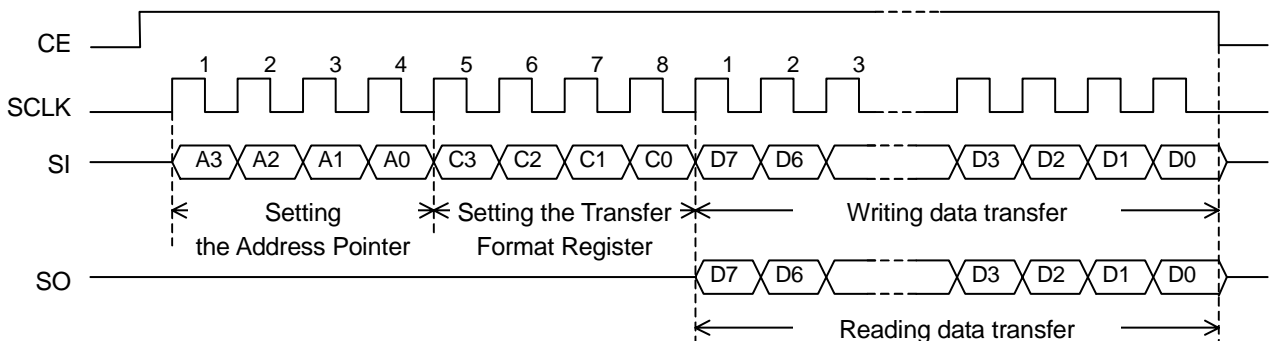 CE
1 2 3 4 5 6 7 8 1 2 3
SCLK
SI A3 A2 A1 A0 C3 C2 C1 C0 D7 D6 D3 D2 D1 D0
Setting Setting the Transfer Writing data transfer
the Address Pointer Format Register
SO D7 D6 D3 D2 D1 D0
Reading data transfer